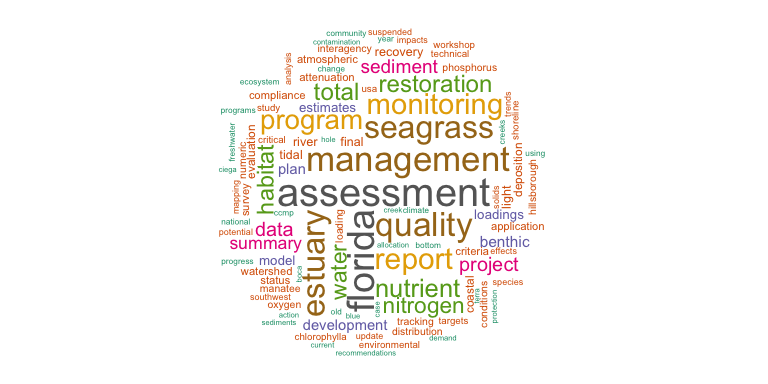 community suspended
contamination year impacts
interagency recovery workshop
technical
atmospheric
change sediment phosphorus
ecosystem analysis attenuation usa restoration
compliance total monitoring trends
programs study estimates
program seagrass creeks shoreline
freshwater numeric evaluation critical river hole final
habitat tidal management using
ciega plan deposition
mapping survey assessment solids light hillsborough
ccmp creek climate
national data estuary loading florida quality loadings
potential application
summary water allocation bottom benthic
progress model report criteria effects
watershed boca project
status species
manatee nutrient coastal tierra conditions protection
southwest
oxygen case nitrogen
action old blue
sediments development tracking targets
chlorophylla update distribution
demand
current environmental
recommendations